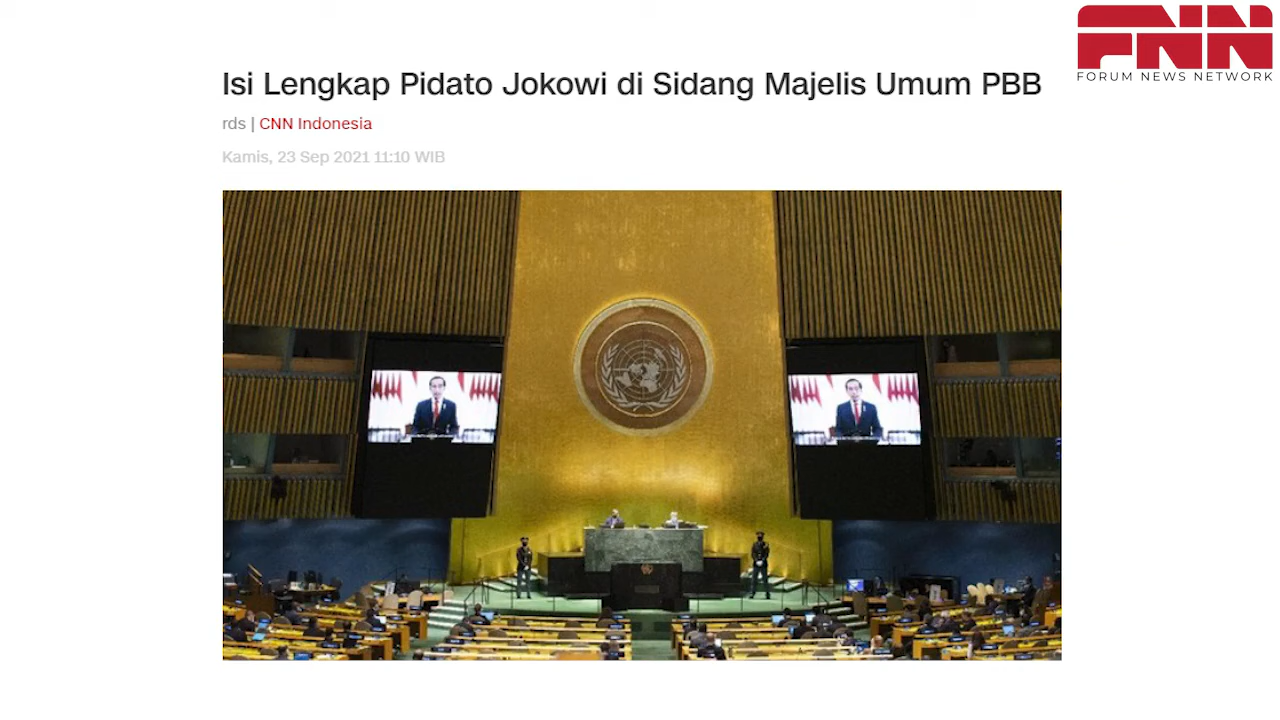 FNN
FORUM NEWS NETWORK
Isi Lengkap Pidato Jokowi di Sidang Majelis Umum PBB
rds | CNN Indonesia
Kamis, 23 Sep 2021 11:10 WIB